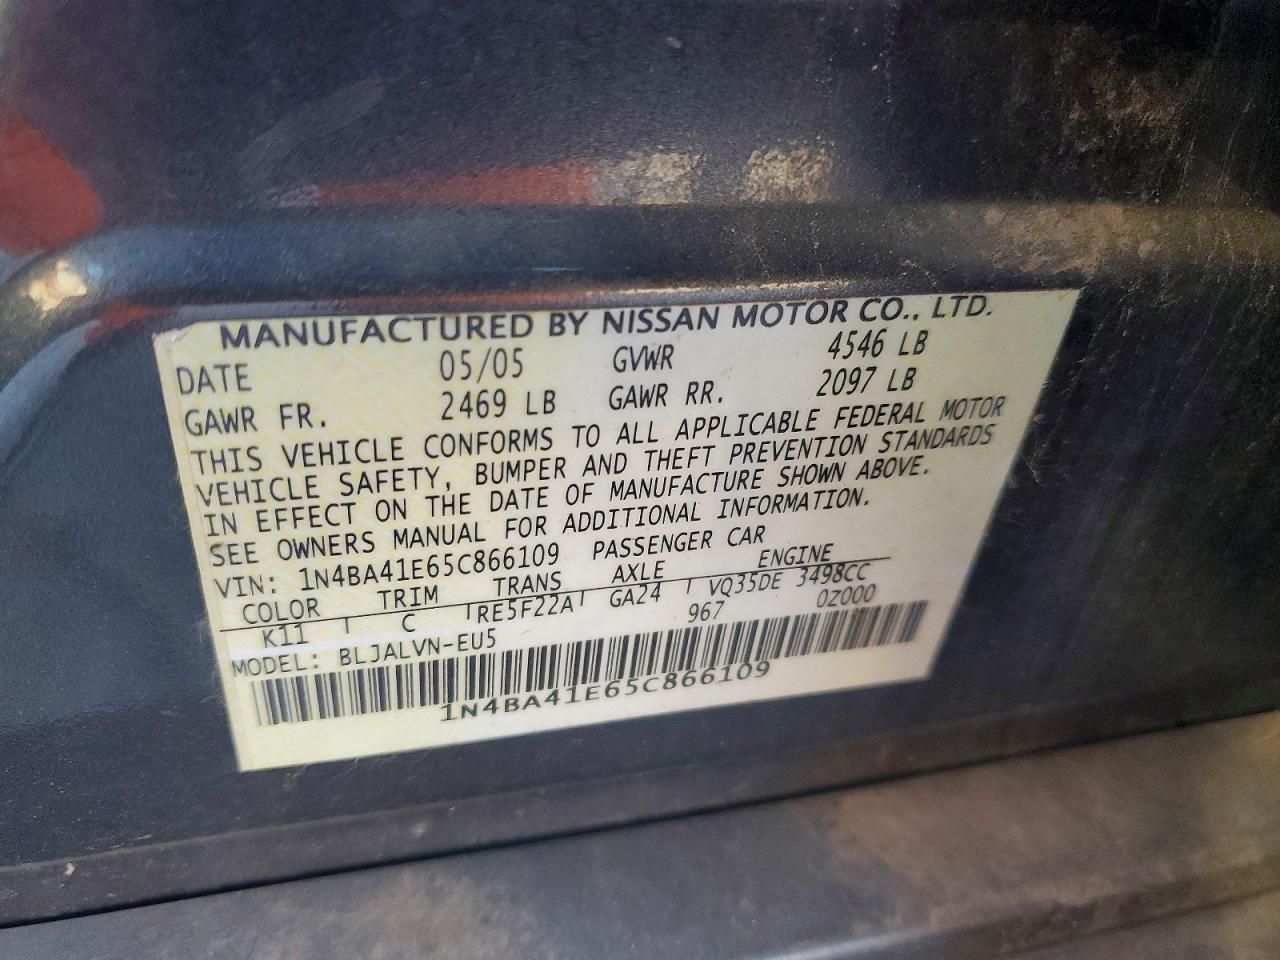 MANUFACTURED BY NISSAN MOTOR CO., LTD.
DATE 05/05 GVWR 4546 LB
GAWR FR. 2469 LB GAWR RR. 2097 LB
THIS VEHICLE CONFORMS TO ALL APPLICABLE FEDERAL MOTOR
VEHICLE SAFETY, BUMPER AND THEFT PREVENTION STANDARDS
IN EFFECT ON THE DATE OF MANUFACTURE SHOWN ABOVE.
SEE OWNERS MANUAL FOR ADDITIONAL INFORMATION.
VIN: 1N4BA41E65C866109 PASSENGER CAR
COLOR TRIM TRANS AXLE ENGINE
K11 C RE5F22A GA24 VQ35DE 3498CC
MODEL: BLJALVN-EU5 967 0Z000
1N4BA41E65C866109